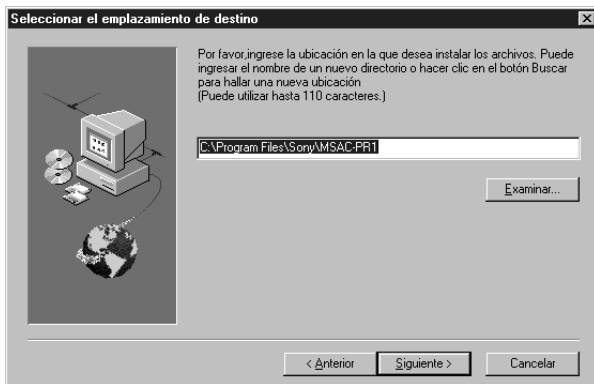 Seleccionar el emplazamiento de destino
Por favor,ingrese la ubicación en la que desea instalar los archivos. Puede
ingresar el nombre de un nuevo directorio o hacer clic en el botón Buscar
para hallar una nueva ubicación
(Puede utilizar hasta 110 caracteres.)
C:\Program Files\Sony\MSAC-PR1
Examinar...
< Anterior
Siguiente >
Cancelar